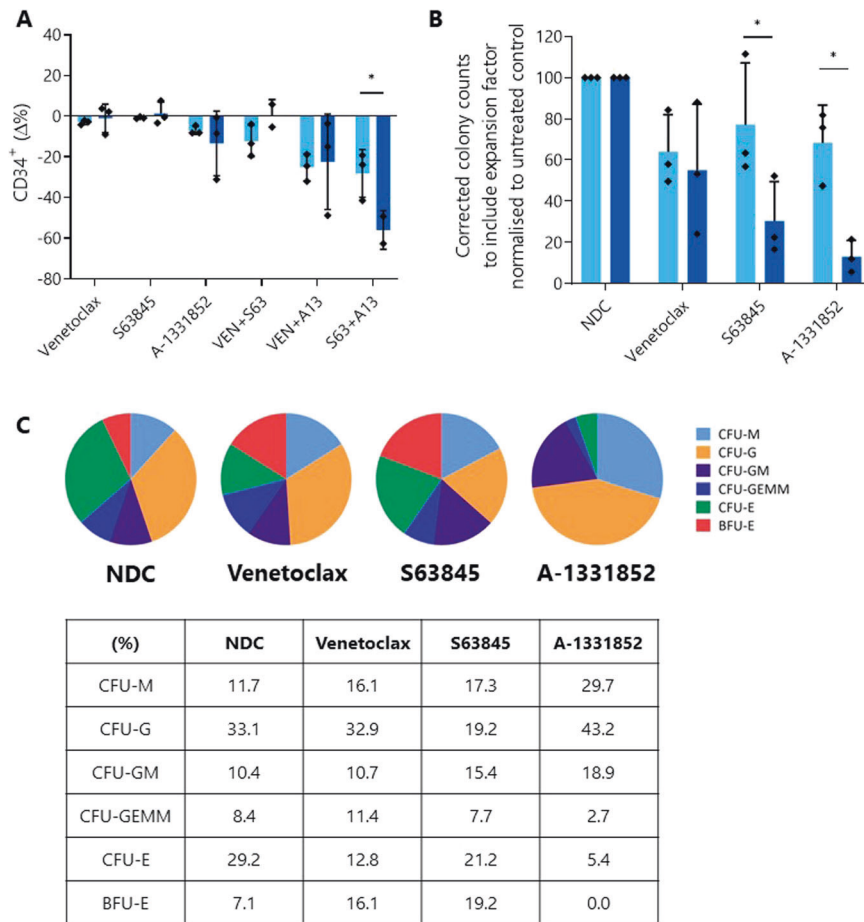 A
CD34⁺ (Δ%)
40
20
0
-20
-40
-60
-80
*
Venetoclax
S63845
A-1331852
VEN+S63
VEN+A13
S63+A13
B
Corrected colony counts
to include expansion factor
normalised to untreated control
120
100
80
60
40
20
0
*
*
NDC
Venetoclax
S63845
A-1331852
C
NDC
Venetoclax
S63845
A-1331852
CFU-M
CFU-G
CFU-GM
CFU-GEMM
CFU-E
BFU-E
(%) NDC Venetoclax S63845 A-1331852
CFU-M 11.7 16.1 17.3 29.7
CFU-G 33.1 32.9 19.2 43.2
CFU-GM 10.4 10.7 15.4 18.9
CFU-GEMM 8.4 11.4 7.7 2.7
CFU-E 29.2 12.8 21.2 5.4
BFU-E 7.1 16.1 19.2 0.0